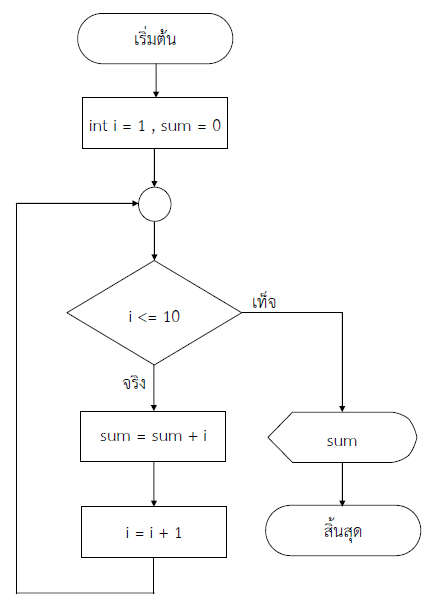 เริ่มต้น
int i = 1 , sum = 0
i <= 10
เท็จ
จริง
sum = sum + i
sum
i = i + 1
สิ้นสุด